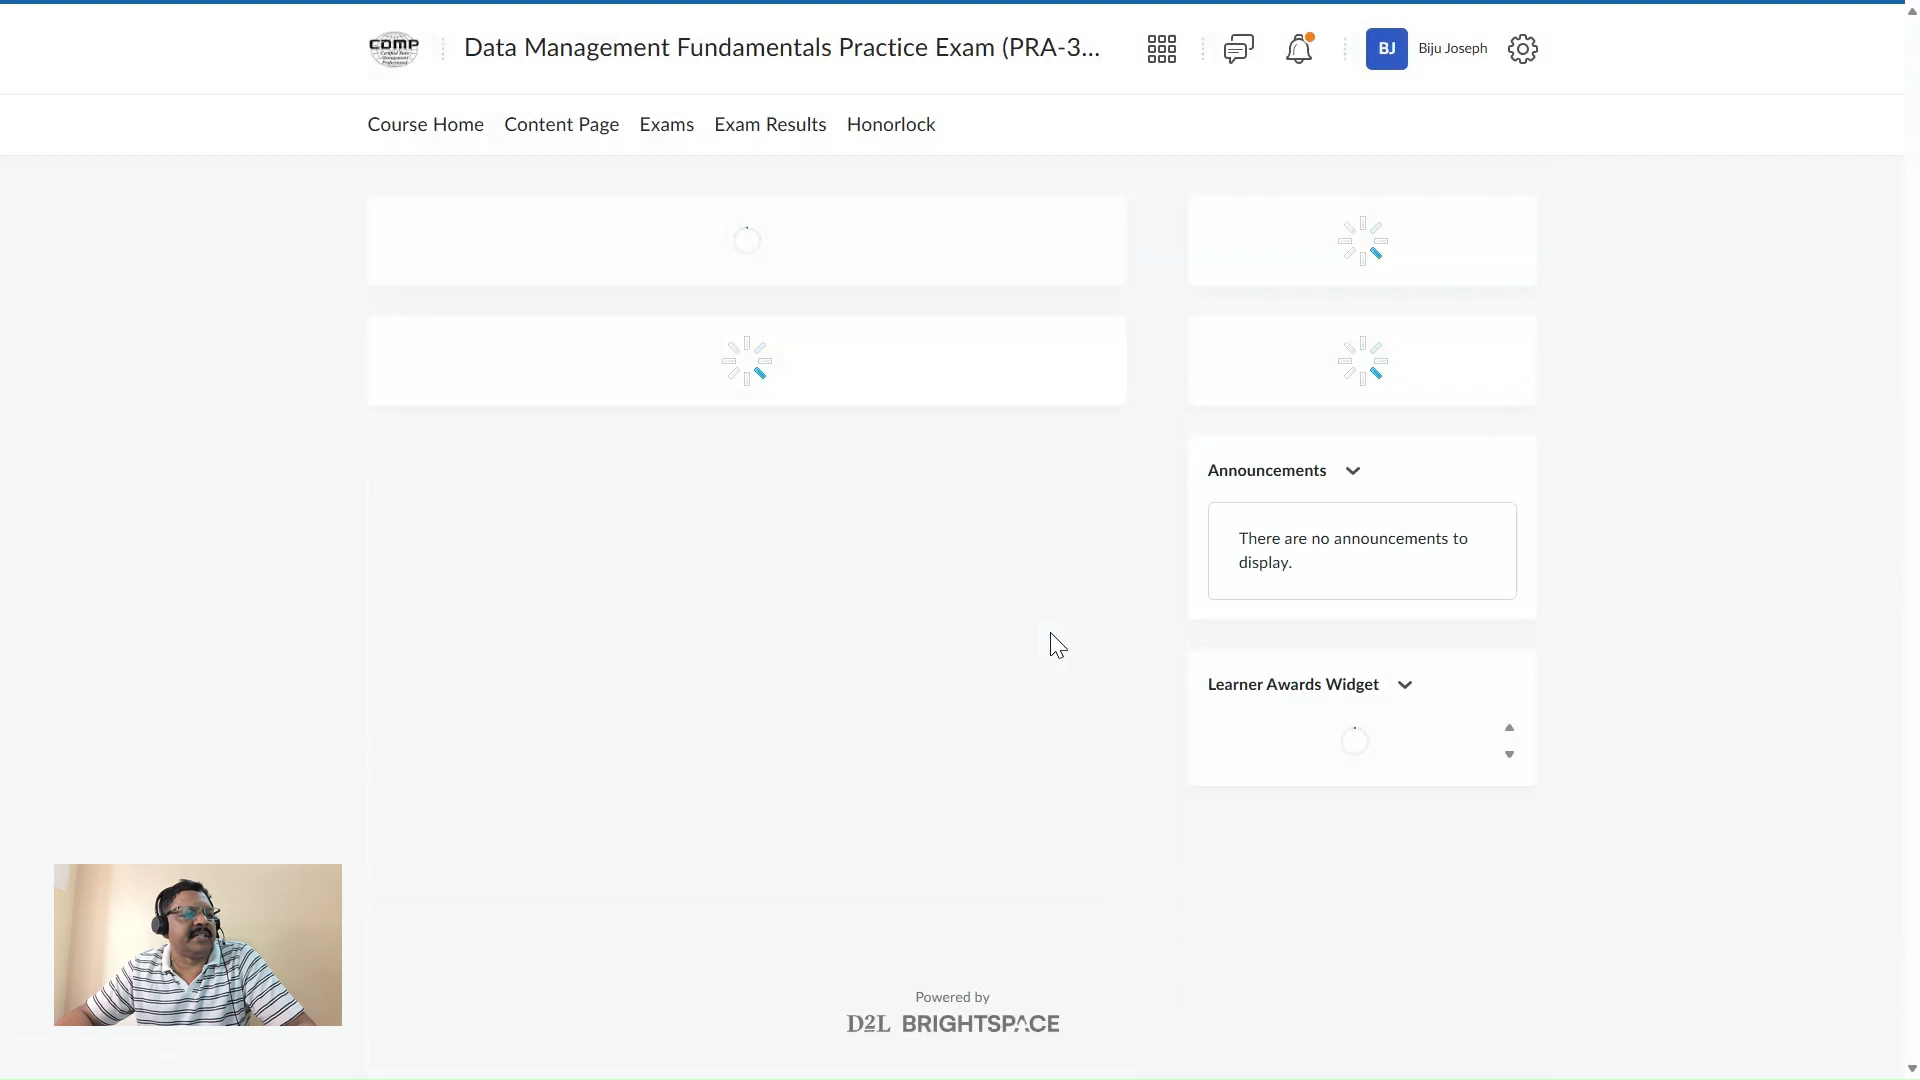 CDMP
Data Management Fundamentals Practice Exam (PRA-3...
BJ
Biju Joseph
Course Home
Content Page
Exams
Exam Results
Honorlock
Announcements
There are no announcements to
display.
Learner Awards Widget
Powered by
D2L BRIGHTSPACE